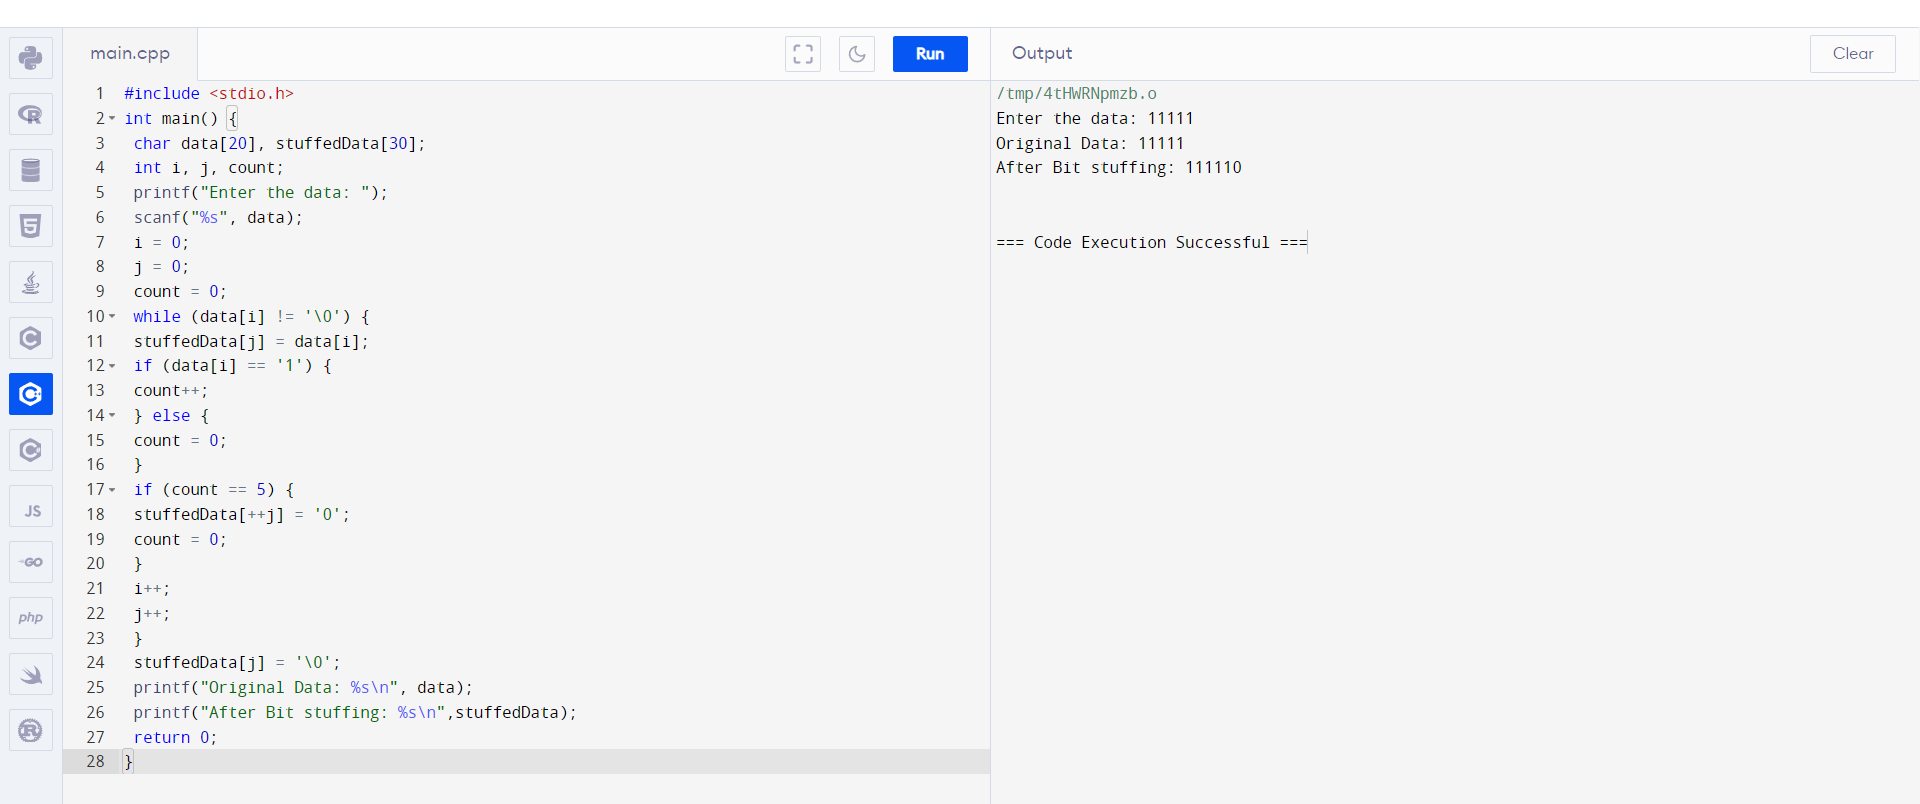 main.cpp
Run
Output
Clear
1 #include <stdio.h>
2 int main() {
3 char data[20], stuffedData[30];
4 int i, j, count;
5 printf("Enter the data: ");
6 scanf("%s", data);
7 i = 0;
8 j = 0;
9 count = 0;
10 while (data[i] != '\0') {
11 stuffedData[j] = data[i];
12 if (data[i] == '1') {
13 count++;
14 } else {
15 count = 0;
16 }
17 if (count == 5) {
18 stuffedData[++j] = '0';
19 count = 0;
20 }
21 i++;
22 j++;
23 }
24 stuffedData[j] = '\0';
25 printf("Original Data: %s\n", data);
26 printf("After Bit stuffing: %s\n",stuffedData);
27 return 0;
28 }
/tmp/4tHWRNpmzb.o
Enter the data: 11111
Original Data: 11111
After Bit stuffing: 111110
=== Code Execution Successful ===
R
5
C
C
C
JS
GO
php
R